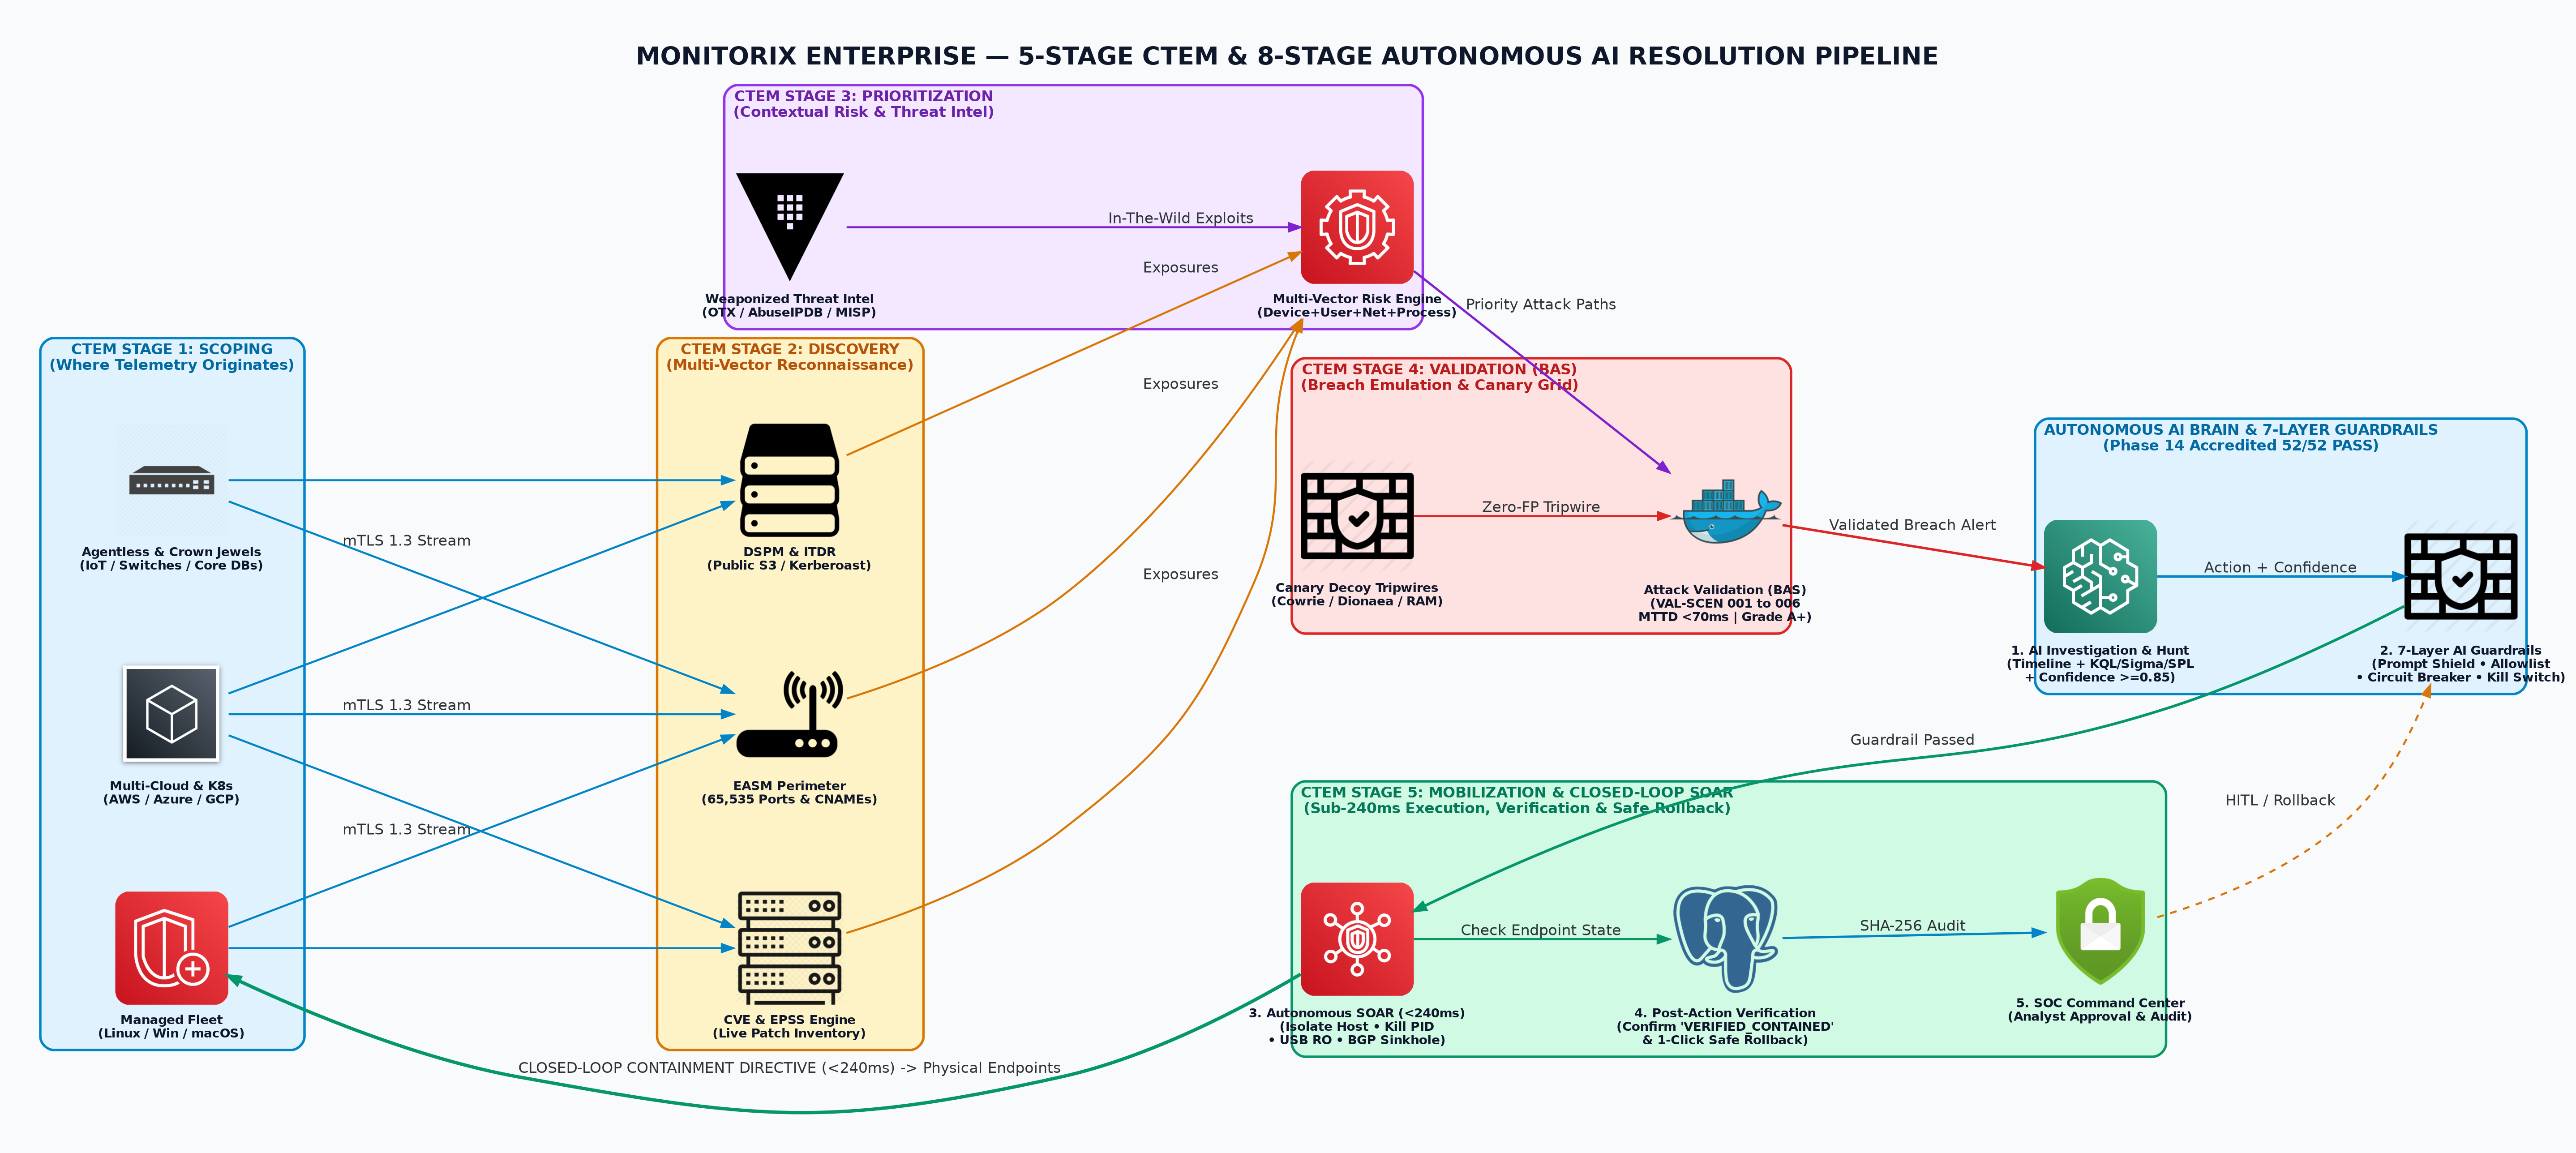 MONITORIX ENTERPRISE — 5-STAGE CTEM & 8-STAGE AUTONOMOUS AI RESOLUTION PIPELINE
CTEM STAGE 3: PRIORITIZATION
(Contextual Risk & Threat Intel)
In-The-Wild Exploits
Exposures
Weaponized Threat Intel
(OTX / AbuseIPDB / MISP)
Multi-Vector Risk Engine
(Device+User+Net+Process)
Priority Attack Paths
CTEM STAGE 1: SCOPING
(Where Telemetry Originates)
Agentless & Crown Jewels
(IoT / Switches / Core DBs)
Multi-Cloud & K8s
(AWS / Azure / GCP)
Managed Fleet
(Linux / Win / macOS)
mTLS 1.3 Stream
mTLS 1.3 Stream
mTLS 1.3 Stream
CTEM STAGE 2: DISCOVERY
(Multi-Vector Reconnaissance)
DSPM & ITDR
(Public S3 / Kerberoast)
EASM Perimeter
(65,535 Ports & CNAMEs)
CVE & EPSS Engine
(Live Patch Inventory)
Exposures
Exposures
CTEM STAGE 4: VALIDATION (BAS)
(Breach Emulation & Canary Grid)
Zero-FP Tripwire
Canary Decoy Tripwires
(Cowrie / Dionaea / RAM)
Attack Validation (BAS)
(VAL-SCEN 001 to 006
MTTD <70ms | Grade A+)
Validated Breach Alert
AUTONOMOUS AI BRAIN & 7-LAYER GUARDRAILS
(Phase 14 Accredited 52/52 PASS)
Action + Confidence
1. AI Investigation & Hunt
(Timeline + KQL/Sigma/SPL
+ Confidence >=0.85)
2. 7-Layer AI Guardrails
(Prompt Shield • Allowlist
• Circuit Breaker • Kill Switch)
Guardrail Passed
HITL / Rollback
CTEM STAGE 5: MOBILIZATION & CLOSED-LOOP SOAR
(Sub-240ms Execution, Verification & Safe Rollback)
Check Endpoint State
SHA-256 Audit
3. Autonomous SOAR (<240ms)
(Isolate Host • Kill PID
• USB RO • BGP Sinkhole)
4. Post-Action Verification
(Confirm 'VERIFIED_CONTAINED'
& 1-Click Safe Rollback)
5. SOC Command Center
(Analyst Approval & Audit)
CLOSED-LOOP CONTAINMENT DIRECTIVE (<240ms) -> Physical Endpoints